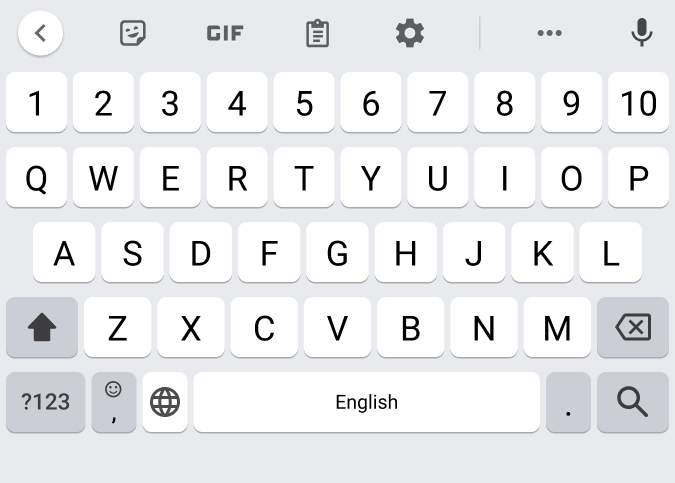 GIF
1 2 3 4 5 6 7 8 9 10
Q W E R T Y U I O P
A S D F G H J K L
Z X C V B N M
?123 , English .